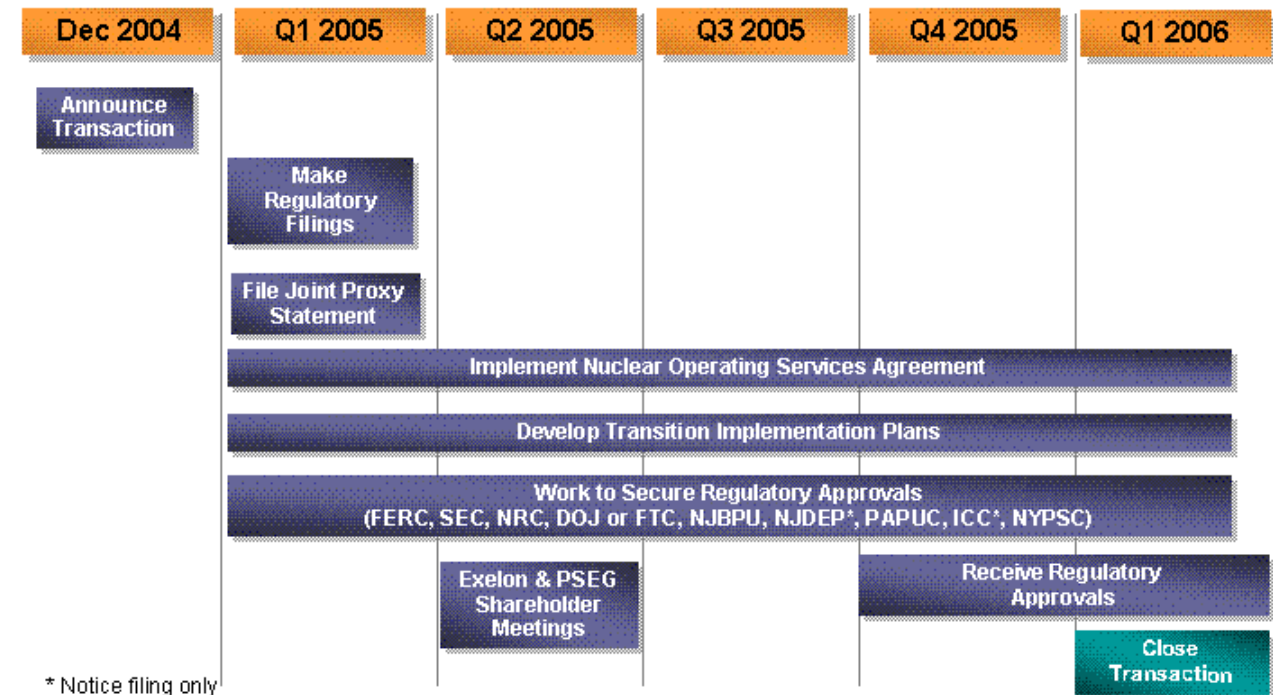 Dec 2004
Q1 2005
Q2 2005
Q3 2005
Q4 2005
Q1 2006
Announce
Transaction
Make
Regulatory
Filings
File Joint Proxy
Statement
Implement Nuclear Operating Services Agreement
Develop Transition Implementation Plans
Work to Secure Regulatory Approvals
(FERC, SEC, NRC, DOJ or FTC, NJBPU, NJDEP*, PAPUC, ICC*, NYPSC)
Exelon & PSEG
Shareholder
Meetings
Receive Regulatory
Approvals
Close
Transaction
* Notice filing only